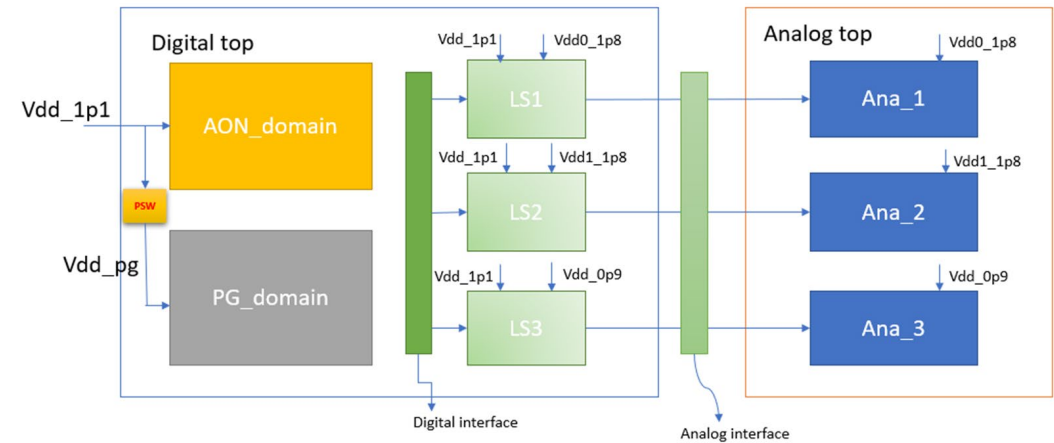 Digital top
Analog top
Vdd_1p1
Vdd0_1p8
Vdd0_1p8
Vdd_1p1
AON_domain
LS1
Ana_1
Vdd_1p1
Vdd1_1p8
Vdd1_1p8
PSW
LS2
Ana_2
Vdd_pg
Vdd_1p1
Vdd_0p9
Vdd_0p9
PG_domain
LS3
Ana_3
Digital interface
Analog interface